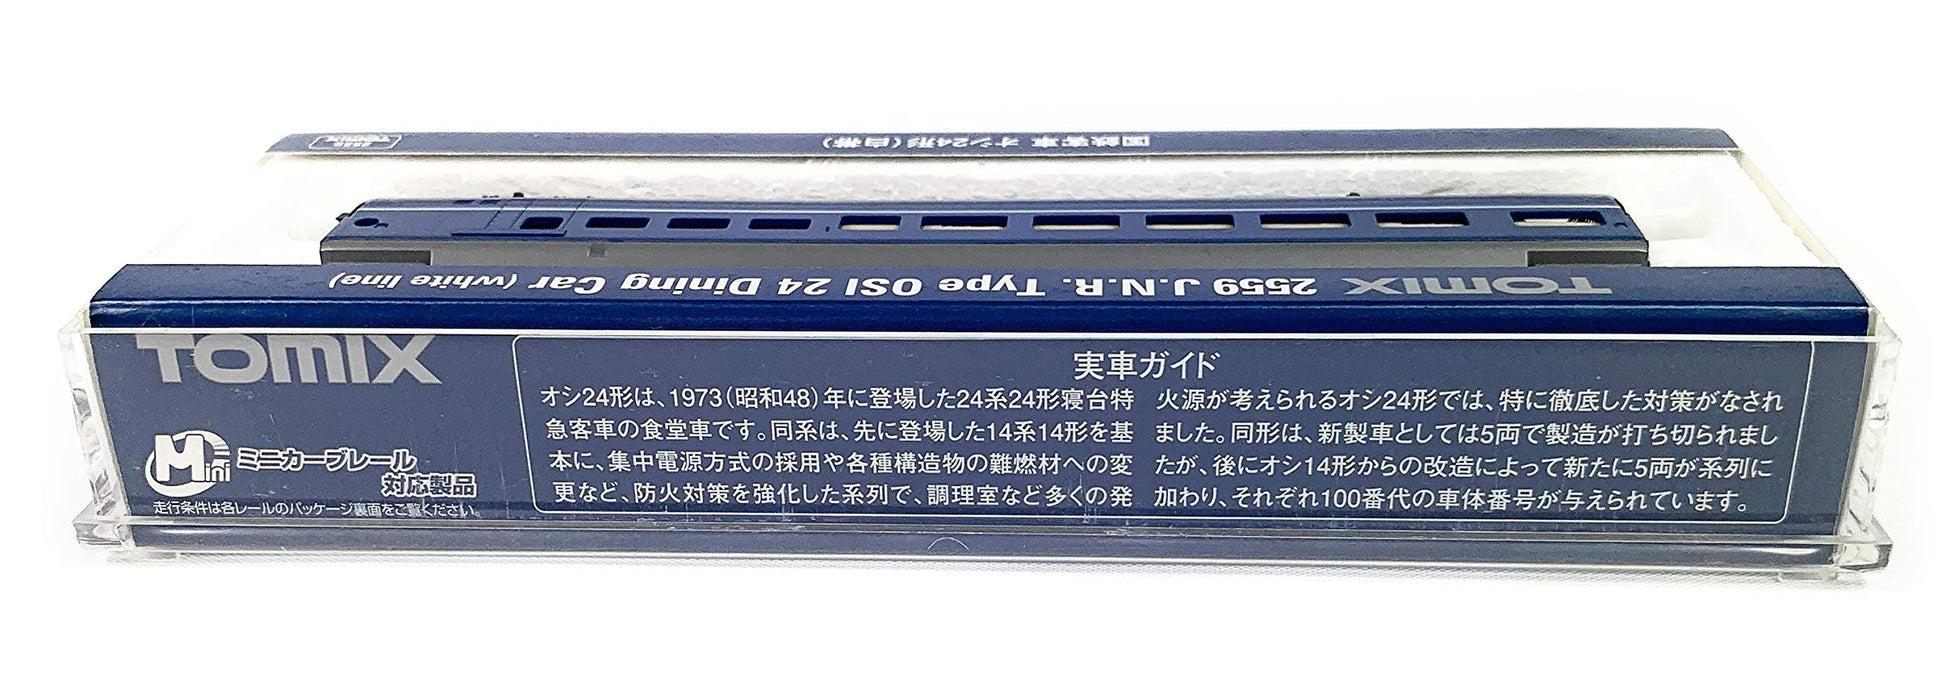 2559 TOMIX
国鉄客車 オシ24形(白帯)
TOMIX 2559 J.N.R. Type OSI 24 Dining Car (white line)
TOMIX
Mini ミニカーブレール
対応製品
走行条件は各レールのパッケージ裏面をご覧ください。
実車ガイド
オシ24形は、1973(昭和48)年に登場した24系24形寝台特
急客車の食堂車です。同系は、先に登場した14系14形を基
本に、集中電源方式の採用や各種構造物の難燃材への変
更など、防火対策を強化した系列で、調理室など多くの発
火源が考えられるオシ24形では、特に徹底した対策がなされ
ました。同形は、新製車としては5両で製造が打ち切られまし
たが、後にオシ14形からの改造によって新たに5両が系列に
加わり、それぞれ100番代の車体番号が与えられています。